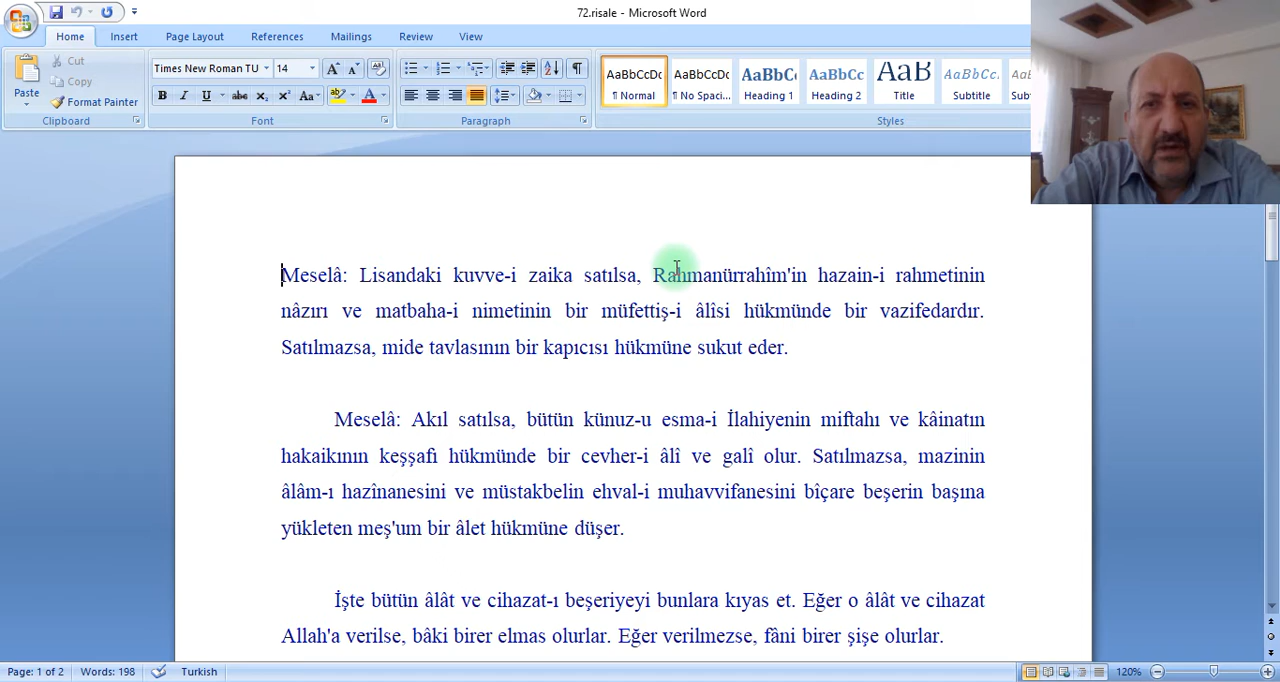 72.risale - Microsoft Word
Home Insert Page Layout References Mailings Review View
Paste
Cut
Copy
Format Painter
Clipboard
Times New Roman TU 14
Font
Paragraph
AaBbCcDc AaBbCcDc AaBbCc AaBbCc AaB AaBbCc.
Normal No Spaci... Heading 1 Heading 2 Title Subtitle
Styles
Meselâ: Lisandaki kuvve-i zaika satılsa, Rahmanürrahîm'in hazain-i rahmetinin
nâzırı ve matbaha-i nimetinin bir müfettiş-i âlîsi hükmünde bir vazifedardır.
Satılmazsa, mide tavlasının bir kapıcısı hükmüne sukut eder.
Meselâ: Akıl satılsa, bütün künuz-u esma-i İlahiyenin miftahı ve kâinatın
hakaikının keşşafı hükmünde bir cevher-i âlî ve galî olur. Satılmazsa, mazinin
âlâm-ı hazînanesini ve müstakbelin ehval-i muhavvifanesini bîçare beşerin başına
yükleten meş'um bir âlet hükmüne düşer.
İşte bütün âlât ve cihazat-ı beşeriyeyi bunlara kıyas et. Eğer o âlât ve cihazat
Allah'a verilse, bâki birer elmas olurlar. Eğer verilmezse, fâni birer şişe olurlar.
Page: 1 of 2 Words: 198 Turkish 120%